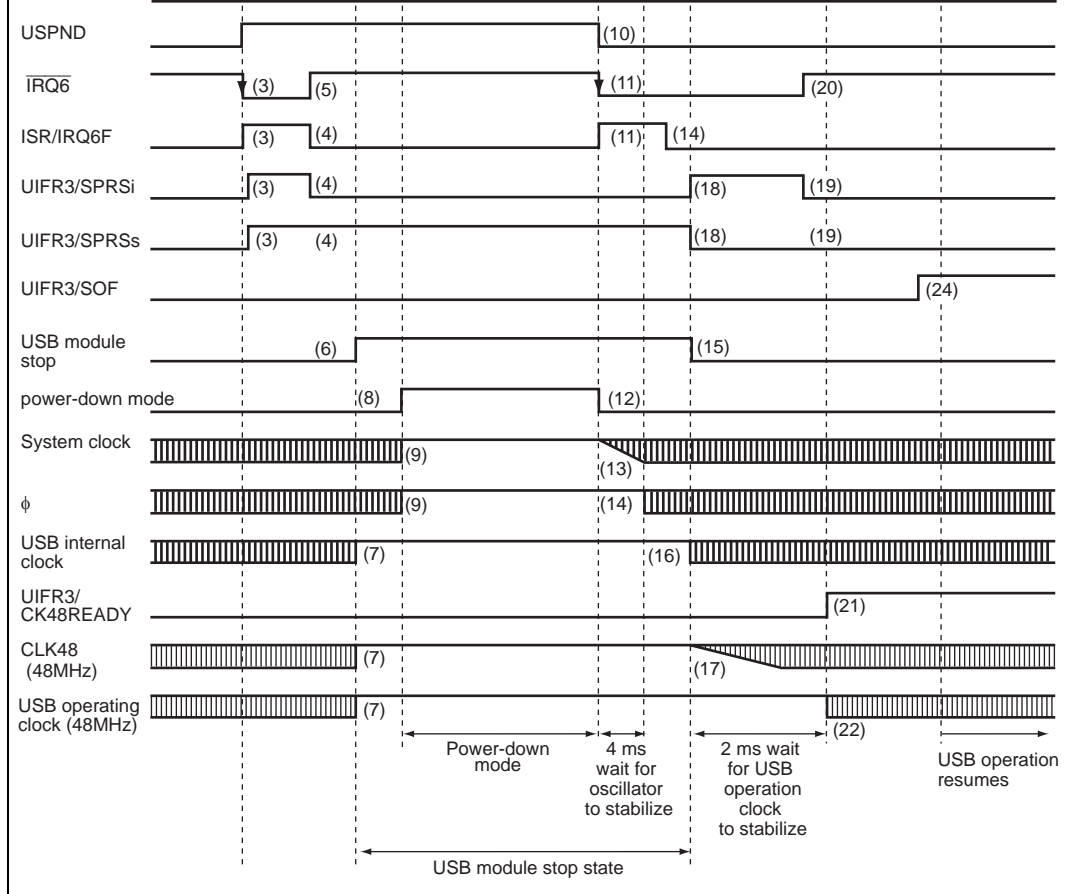 USPND (10)
IRQ6 (3) (5) (11) (20)
ISR/IRQ6F (3) (4) (11) (14)
UIFR3/SPRSi (3) (4) (18) (19)
UIFR3/SPRSs (3) (4) (18) (19)
UIFR3/SOF (24)
USB module
stop (6) (15)
power-down mode (8) (12)
System clock (9) (13)
ϕ (9) (14)
USB internal
clock (7) (16)
UIFR3/
CK48READY (21)
CLK48
(48MHz) (7) (17)
USB operating
clock (48MHz) (7) (22)
Power-down
mode
4 ms
wait for
oscillator
to stabilize
2 ms wait
for USB
operation
clock
to stabilize
USB operation
resumes
USB module stop state